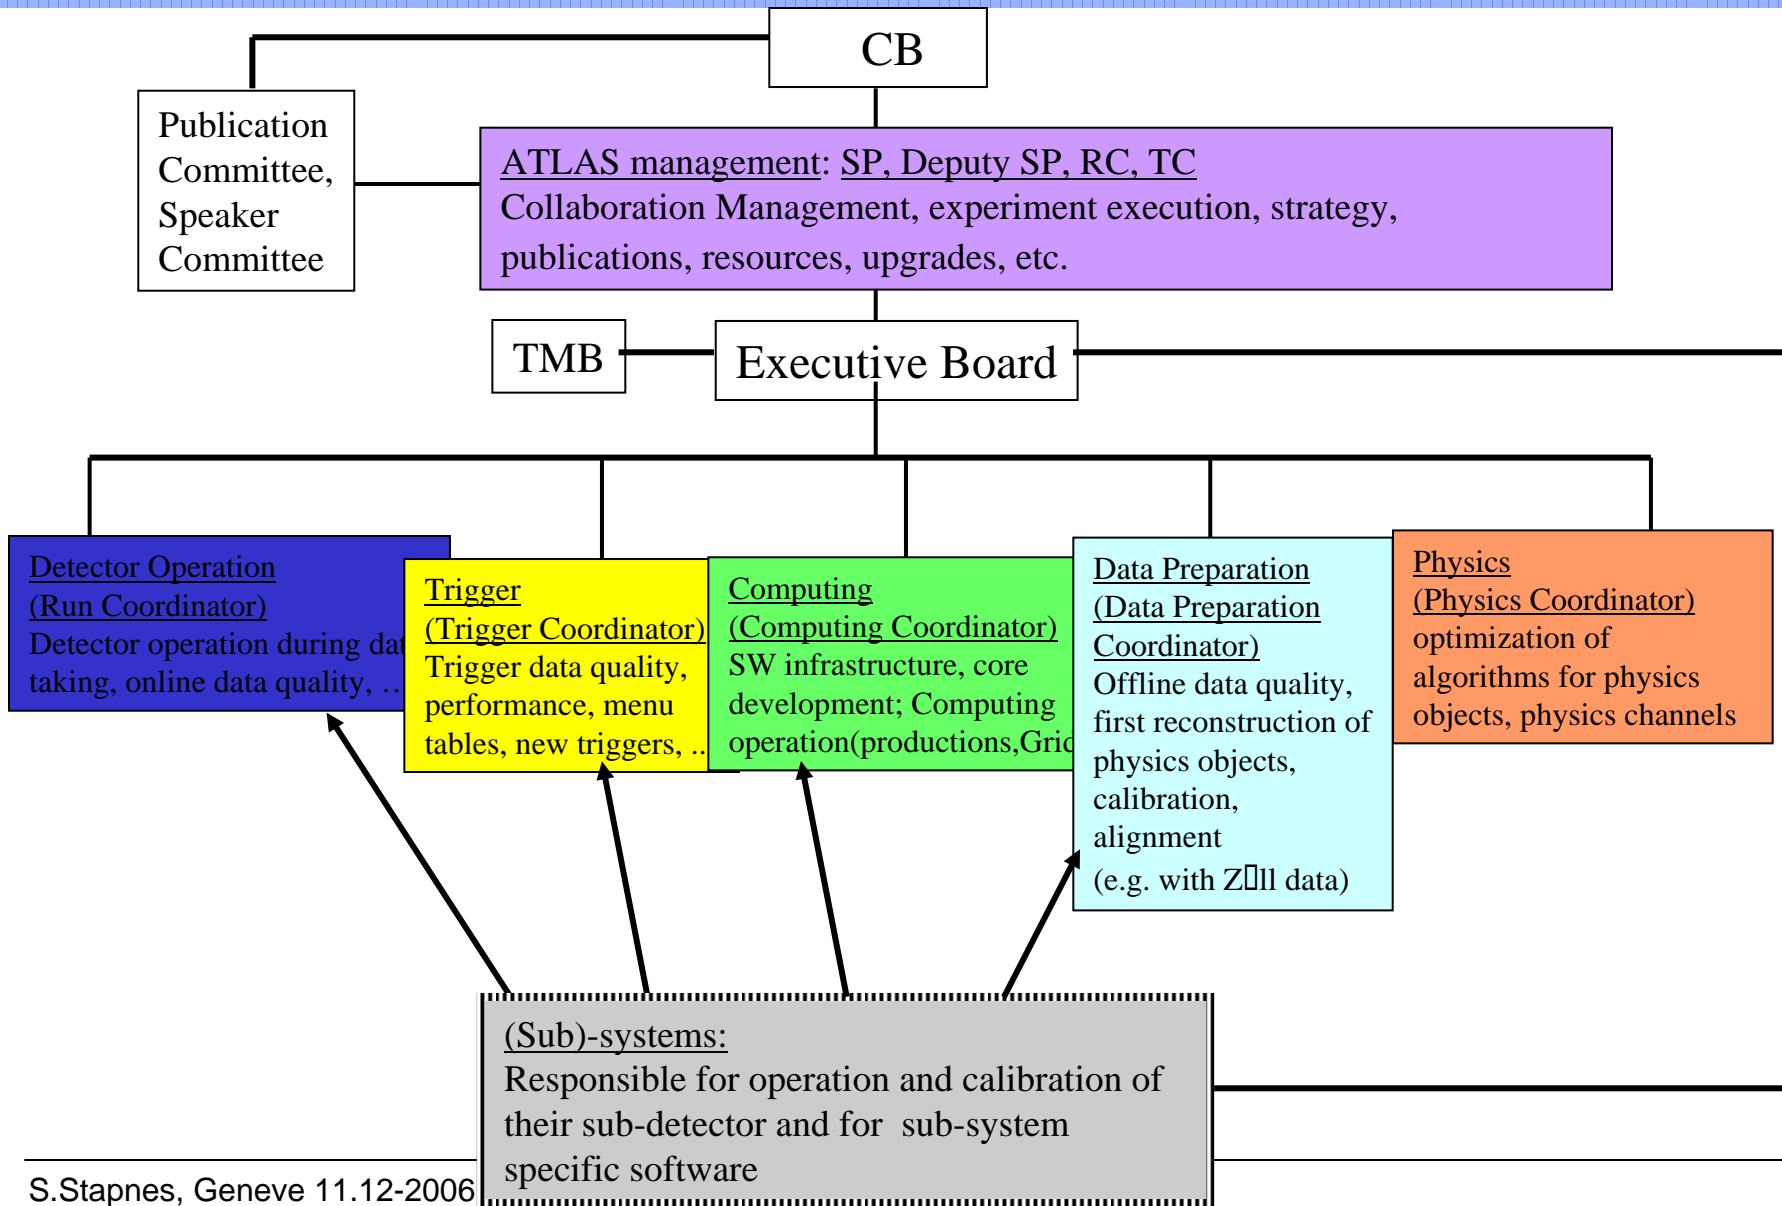 CB
Publication
Committee,
Speaker
Committee
ATLAS management: SP, Deputy SP, RC, TC
Collaboration Management, experiment execution, strategy,
publications, resources, upgrades, etc.
TMB
Executive Board
Detector Operation
(Run Coordinator)
Detector operation during dat
taking, online data quality, …
Trigger
(Trigger Coordinator)
Trigger data quality,
performance, menu
tables, new triggers, ..
Computing
(Computing Coordinator)
SW infrastructure, core
development; Computing
operation(productions,Grid
Data Preparation
(Data Preparation
Coordinator)
Offline data quality,
first reconstruction of
physics objects,
calibration,
alignment
(e.g. with Z▯ll data)
Physics
(Physics Coordinator)
optimization of
algorithms for physics
objects, physics channels
(Sub)-systems:
Responsible for operation and calibration of
their sub-detector and for  sub-system
specific software
S.Stapnes, Geneve 11.12-2006